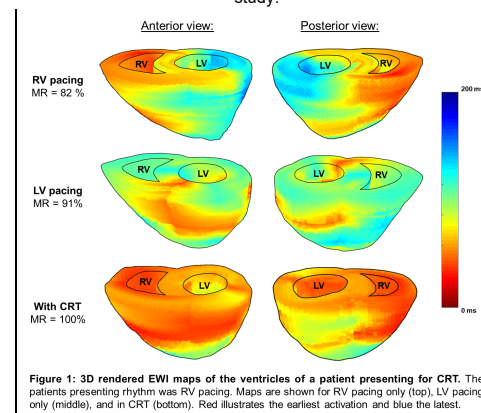 study.
Anterior view:
Posterior view:
RV
LV
LV
RV
RV pacing
MR = 82 %
200 ms
RV
LV
LV
RV
LV pacing
MR = 91%
RV
LV
LV
RV
With CRT
MR = 100%
0 ms
Figure 1: 3D rendered EWI maps of the ventricles of a patient presenting for CRT. The
patients presenting rhythm was RV pacing. Maps are shown for RV pacing only (top), LV pacing
only (middle), and in CRT (bottom). Red illustrates the earliest activation and blue the latest.